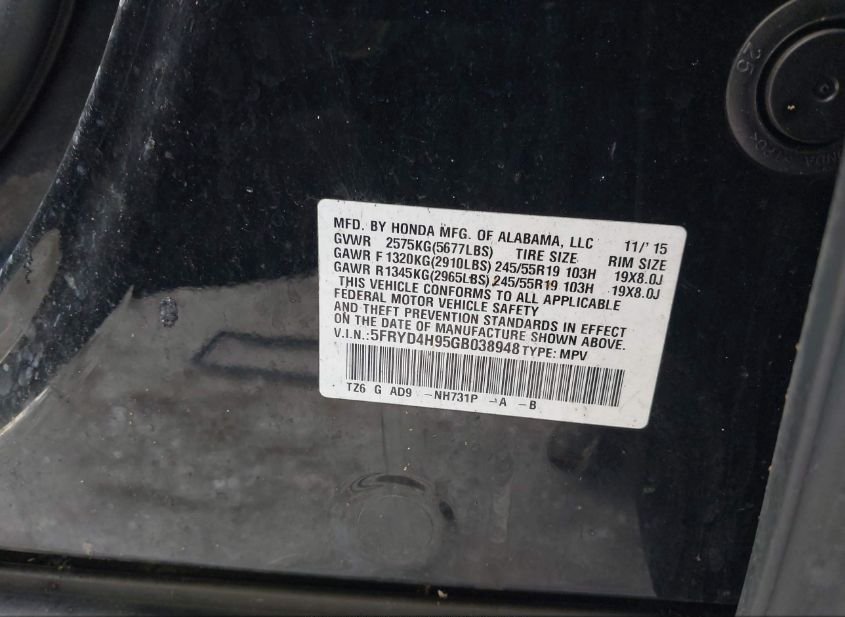 MFD. BY HONDA MFG. OF ALABAMA, LLC 11/' 15
GVWR 2575KG(5677LBS) TIRE SIZE RIM SIZE
GAWR F 1320KG(2910LBS) 245/55R19 103H 19X8.0J
GAWR R 1345KG(2965LBS) 245/55R19 103H 19X8.0J
THIS VEHICLE CONFORMS TO ALL APPLICABLE
FEDERAL MOTOR VEHICLE SAFETY
AND THEFT PREVENTION STANDARDS IN EFFECT
ON THE DATE OF MANUFACTURE SHOWN ABOVE.
V.I.N.:5FRYD4H95GB038948 TYPE: MPV
TZ6 G AD9 -NH731P -A -B
25